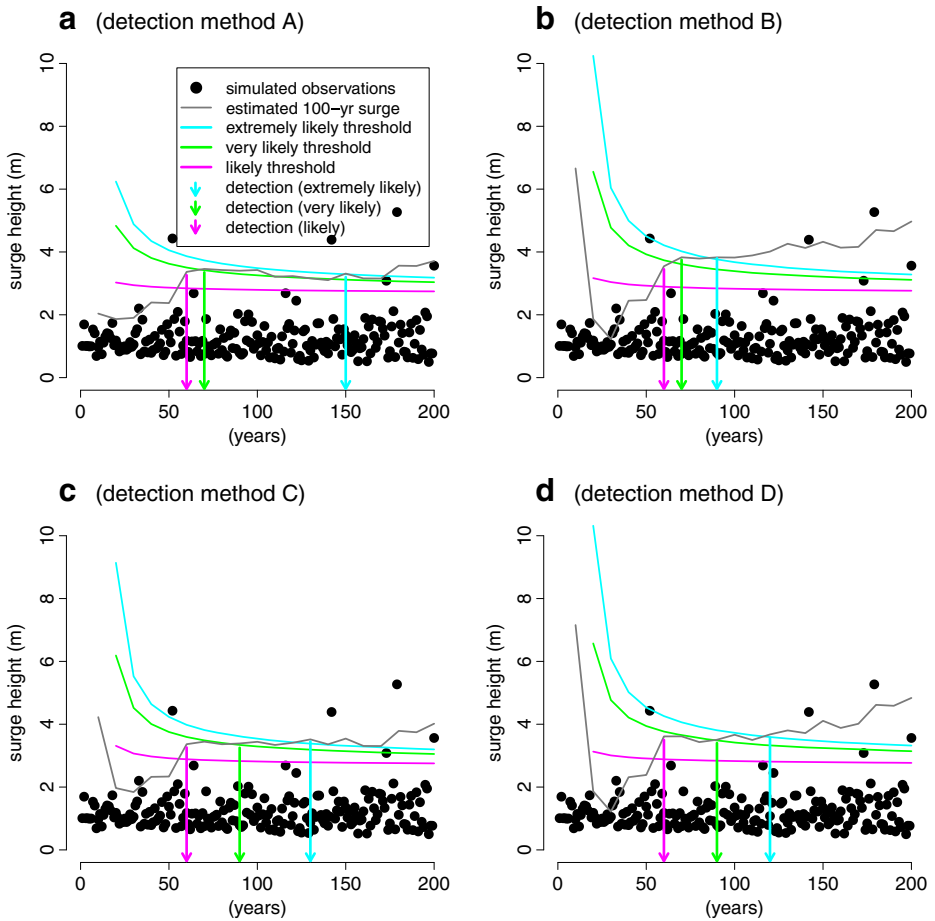 a (detection method A)
surge height (m)
10
8
6
4
2
0
simulated observations
estimated 100−yr surge
extremely likely threshold
very likely threshold
likely threshold
detection (extremely likely)
detection (very likely)
detection (likely)
0 50 100 150 200
(years)
b (detection method B)
surge height (m)
10
8
6
4
2
0
0 50 100 150 200
(years)
c (detection method C)
surge height (m)
10
8
6
4
2
0
0 50 100 150 200
(years)
d (detection method D)
surge height (m)
10
8
6
4
2
0
0 50 100 150 200
(years)